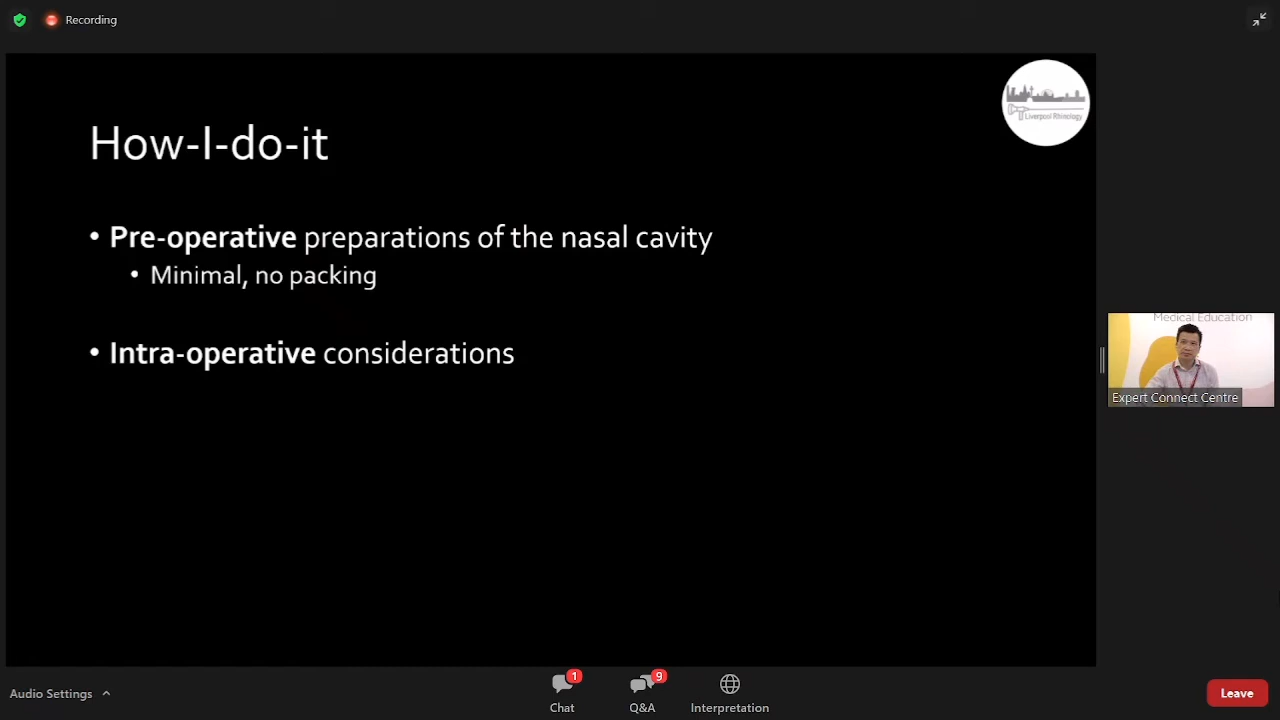 Recording
Liverpool Rhinology
How-I-do-it
• Pre-operative preparations of the nasal cavity
• Minimal, no packing
• Intra-operative considerations
Medical Education
Expert Connect Centre
Audio Settings
1
Chat
9
Q&A
Interpretation
Leave